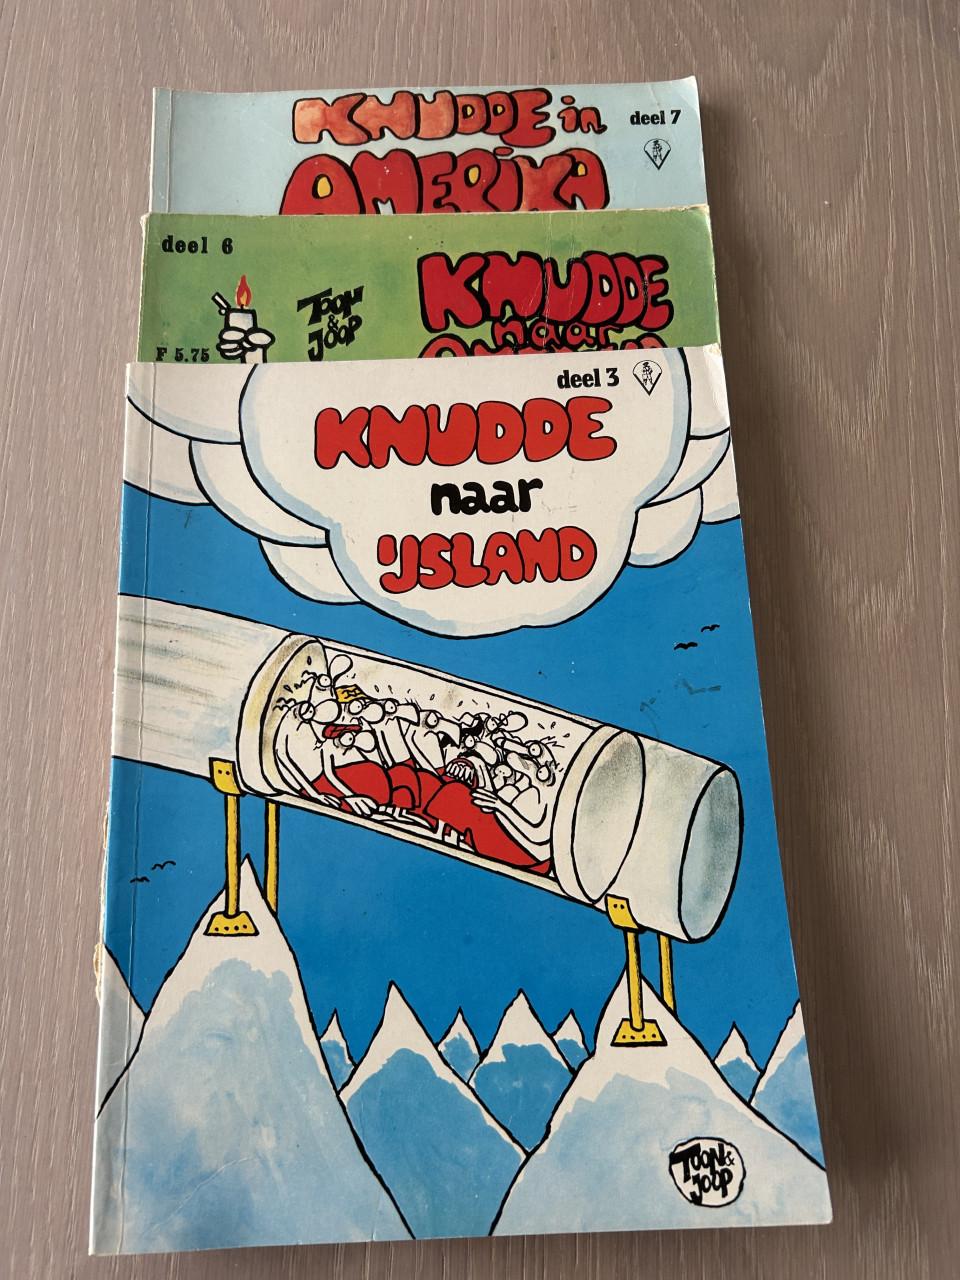 KNUDDE in
AMERIKA
deel 7
deel 6
TOON
& JOOP
KNUDDE
naar
F 5.75
deel 3
KNUDDE
naar
IJSLAND
TOON &
JOOP